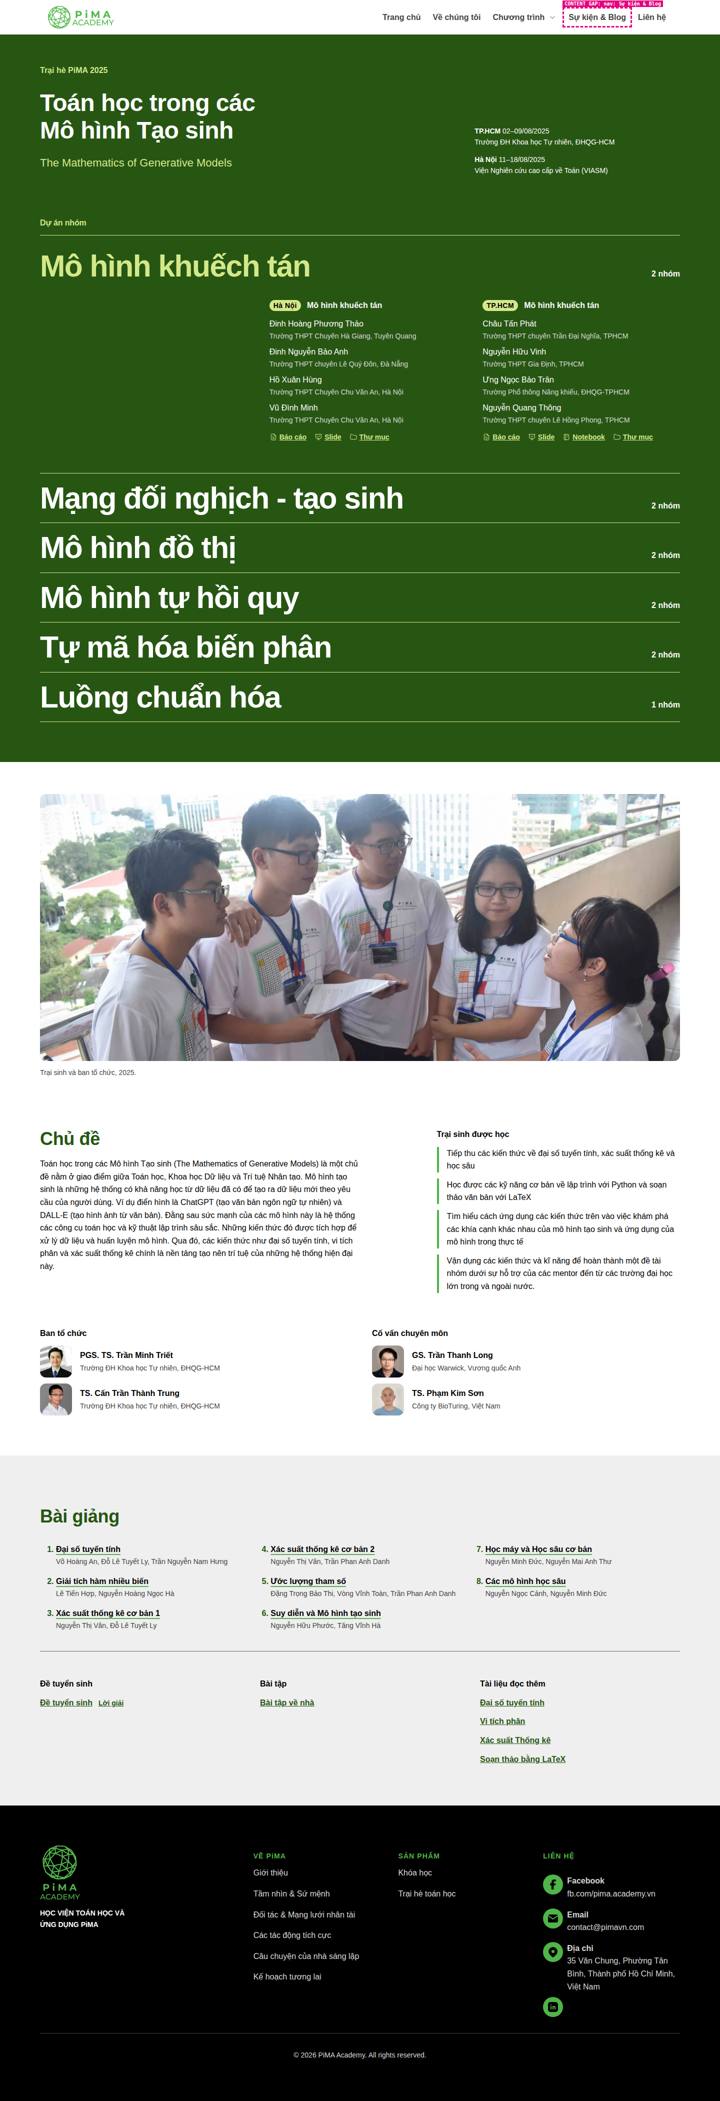 PiMA
ACADEMY
Trang chủ
Về chúng tôi
Chương trình
CONTENT GAP: nav: Sự kiện & Blog
Sự kiện & Blog
Liên hệ
Trại hè PiMA 2025
Toán học trong các
Mô hình Tạo sinh
The Mathematics of Generative Models
TP.HCM 02–09/08/2025
Trường ĐH Khoa học Tự nhiên, ĐHQG-HCM
Hà Nội 11–18/08/2025
Viện Nghiên cứu cao cấp về Toán (VIASM)
Dự án nhóm
Mô hình khuếch tán
2 nhóm
Hà Nội Mô hình khuếch tán
Đinh Hoàng Phương Thảo
Trường THPT Chuyên Hà Giang, Tuyên Quang
Đinh Nguyễn Bảo Anh
Trường THPT chuyên Lê Quý Đôn, Đà Nẵng
Hồ Xuân Hùng
Trường THPT Chuyên Chu Văn An, Hà Nội
Vũ Đình Minh
Trường THPT Chuyên Chu Văn An, Hà Nội
Báo cáo Slide Thư mục
TP.HCM Mô hình khuếch tán
Châu Tấn Phát
Trường THPT chuyên Trần Đại Nghĩa, TPHCM
Nguyễn Hữu Vinh
Trường THPT Gia Định, TPHCM
Ưng Ngọc Bảo Trân
Trường Phổ thông Năng khiếu, ĐHQG-TPHCM
Nguyễn Quang Thông
Trường THPT chuyên Lê Hồng Phong, TPHCM
Báo cáo Slide Notebook Thư mục
Mạng đối nghịch - tạo sinh
2 nhóm
Mô hình đồ thị
2 nhóm
Mô hình tự hồi quy
2 nhóm
Tự mã hóa biến phân
2 nhóm
Luồng chuẩn hóa
1 nhóm
Trại sinh và ban tổ chức, 2025.
Chủ đề
Toán học trong các Mô hình Tạo sinh (The Mathematics of Generative Models) là một chủ
đề nằm ở giao điểm giữa Toán học, Khoa học Dữ liệu và Trí tuệ Nhân tạo. Mô hình tạo
sinh là những hệ thống có khả năng học từ dữ liệu đã có để tạo ra dữ liệu mới theo yêu
cầu của người dùng. Ví dụ điển hình là ChatGPT (tạo văn bản ngôn ngữ tự nhiên) và
DALL-E (tạo hình ảnh từ văn bản). Đằng sau sức mạnh của các mô hình này là hệ thống
các công cụ toán học và kỹ thuật lập trình sâu sắc. Những kiến thức đó được tích hợp để
xử lý dữ liệu và huấn luyện mô hình. Qua đó, các kiến thức như đại số tuyến tính, vi tích
phân và xác suất thống kê chính là nền tảng tạo nên trí tuệ của những hệ thống hiện đại
này.
Trại sinh được học
Tiếp thu các kiến thức về đại số tuyến tính, xác suất thống kê và
học sâu
Học được các kỹ năng cơ bản về lập trình với Python và soạn
thảo văn bản với LaTeX
Tìm hiểu cách ứng dụng các kiến thức trên vào việc khám phá
các khía cạnh khác nhau của mô hình tạo sinh và ứng dụng của
mô hình trong thực tế
Vận dụng các kiến thức và kĩ năng để hoàn thành một đề tài
nhóm dưới sự hỗ trợ của các mentor đến từ các trường đại học
lớn trong và ngoài nước.
Ban tổ chức
PGS. TS. Trần Minh Triết
Trường ĐH Khoa học Tự nhiên, ĐHQG-HCM
TS. Cấn Trần Thành Trung
Trường ĐH Khoa học Tự nhiên, ĐHQG-HCM
Cố vấn chuyên môn
GS. Trần Thanh Long
Đại học Warwick, Vương quốc Anh
TS. Phạm Kim Sơn
Công ty BioTuring, Việt Nam
Bài giảng
1. Đại số tuyến tính
Võ Hoàng An, Đỗ Lê Tuyết Ly, Trần Nguyễn Nam Hưng
2. Giải tích hàm nhiều biến
Lê Tiến Hợp, Nguyễn Hoàng Ngọc Hà
3. Xác suất thống kê cơ bản 1
Nguyễn Thị Vân, Đỗ Lê Tuyết Ly
4. Xác suất thống kê cơ bản 2
Nguyễn Thị Vân, Trần Phan Anh Danh
5. Ước lượng tham số
Đặng Trọng Bảo Thi, Vòng Vĩnh Toàn, Trần Phan Anh Danh
6. Suy diễn và Mô hình tạo sinh
Nguyễn Hữu Phước, Tăng Vĩnh Hà
7. Học máy và Học sâu cơ bản
Nguyễn Minh Đức, Nguyễn Mai Anh Thư
8. Các mô hình học sâu
Nguyễn Ngọc Cảnh, Nguyễn Minh Đức
Đề tuyển sinh
Đề tuyển sinh Lời giải
Bài tập
Bài tập về nhà
Tài liệu đọc thêm
Đại số tuyến tính
Vi tích phân
Xác suất Thống kê
Soạn thảo bằng LaTeX
PiMA
ACADEMY
HỌC VIỆN TOÁN HỌC VÀ
ỨNG DỤNG PiMA
VỀ PiMA
Giới thiệu
Tầm nhìn & Sứ mệnh
Đối tác & Mạng lưới nhân tài
Các tác động tích cực
Câu chuyện của nhà sáng lập
Kế hoạch tương lai
SẢN PHẨM
Khóa học
Trại hè toán học
LIÊN HỆ
Facebook
fb.com/pima.academy.vn
Email
contact@pimavn.com
Địa chỉ
35 Văn Chung, Phường Tân
Bình, Thành phố Hồ Chí Minh,
Việt Nam
© 2026 PiMA Academy. All rights reserved.